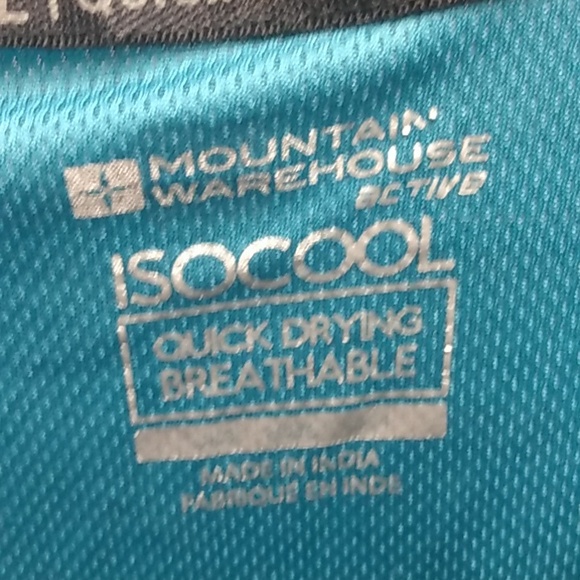 MOUNTAIN
WAREHOUSE
ACTIVE
ISOCOOL
QUICK DRYING
BREATHABLE
MADE IN INDIA
FABRIQUE EN INDE